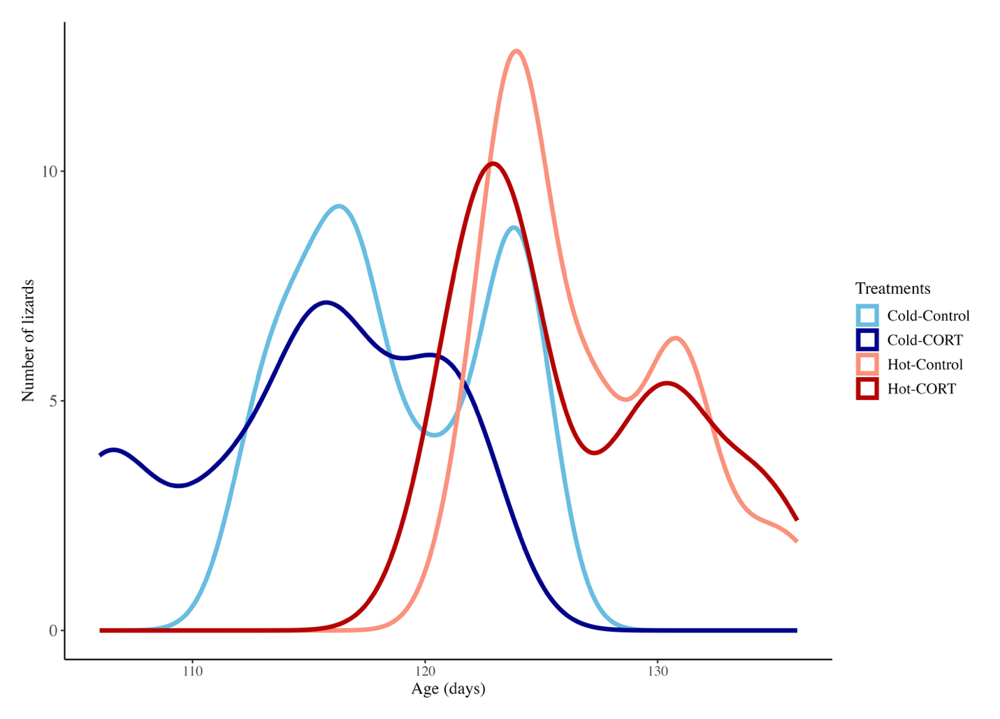 Number of lizards
10
5
0
110
120
130
Age (days)
Treatments
Cold-Control
Cold-CORT
Hot-Control
Hot-CORT